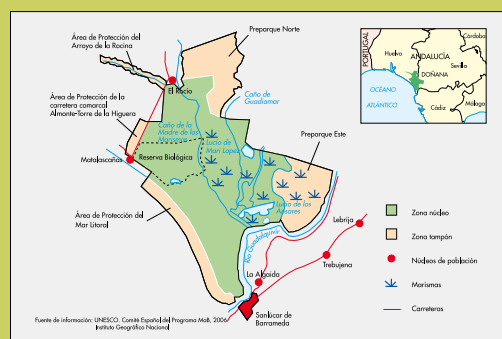 Área de Protección del
Arroyo de la Rocina
Preparque Norte
El Rocío
Caño de
Guadiamar
Área de Protección de la
carretera comarcal
Almonte-Torre de la Higuera
Caño de la
Madre de las
Marismas
Lucio de
Mari Lopez
Preparque Este
Reserva Biológica
Matalascañas
Lucio de los
Ánsares
Área de Protección del
Mar Litoral
Río Guadalquivir
Lebrija
Trebujena
La Algaida
Sanlúcar de
Barrameda
PORTUGAL
Córdoba
ANDALUCÍA
Huelva
Sevilla
DOÑANA
OCÉANO
ATLÁNTICO
Cádiz
Málaga
Zona núcleo
Zona tampón
Núcleos de población
Marismas
Carreteras
Fuente de información: UNESCO. Comité Español del Programa MaB, 2006
Instituto Geográfico Nacional